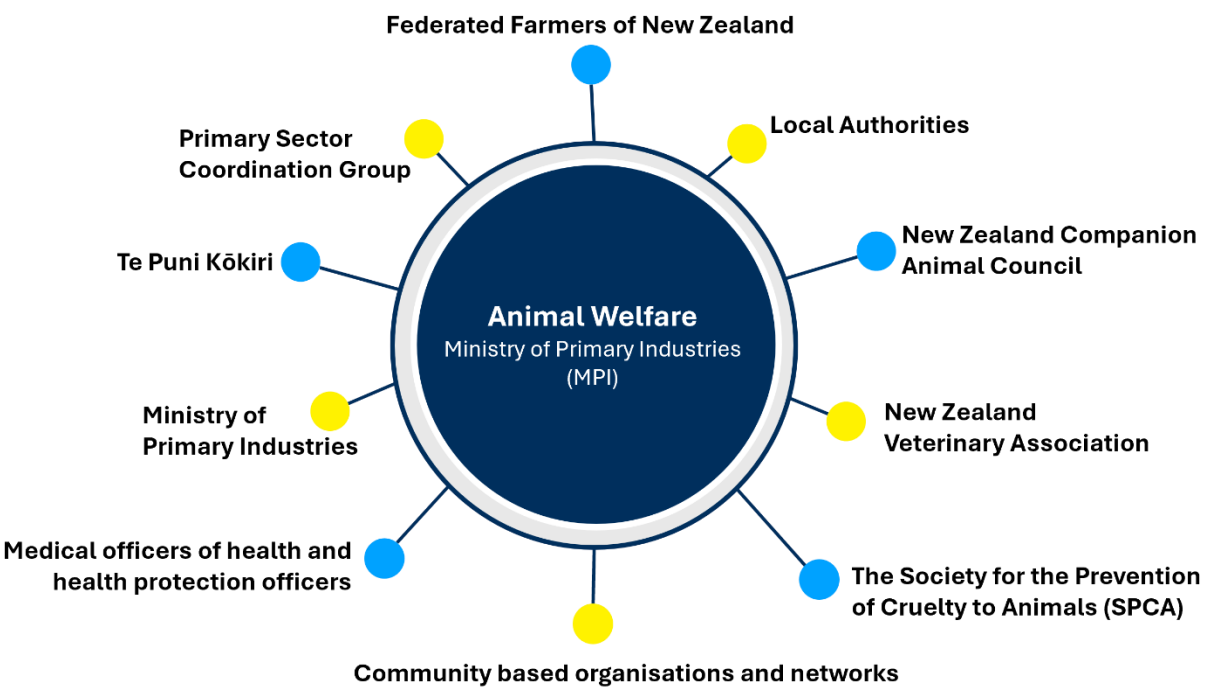 Federated Farmers of New Zealand
Local Authorities
Primary Sector
Coordination Group
New Zealand Companion
Animal Council
Te Puni Kōkiri
Animal Welfare
Ministry of Primary Industries
(MPI)
Ministry of
Primary Industries
New Zealand
Veterinary Association
Medical officers of health and
health protection officers
The Society for the Prevention
of Cruelty to Animals (SPCA)
Community based organisations and networks